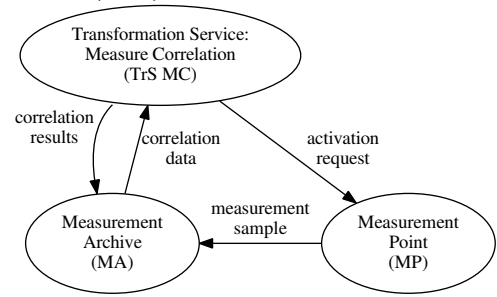 Transformation Service:
Measure Correlation
(TrS MC)
correlation
results
correlation
data
activation
request
measurement
sample
Measurement
Archive
(MA)
Measurement
Point
(MP)